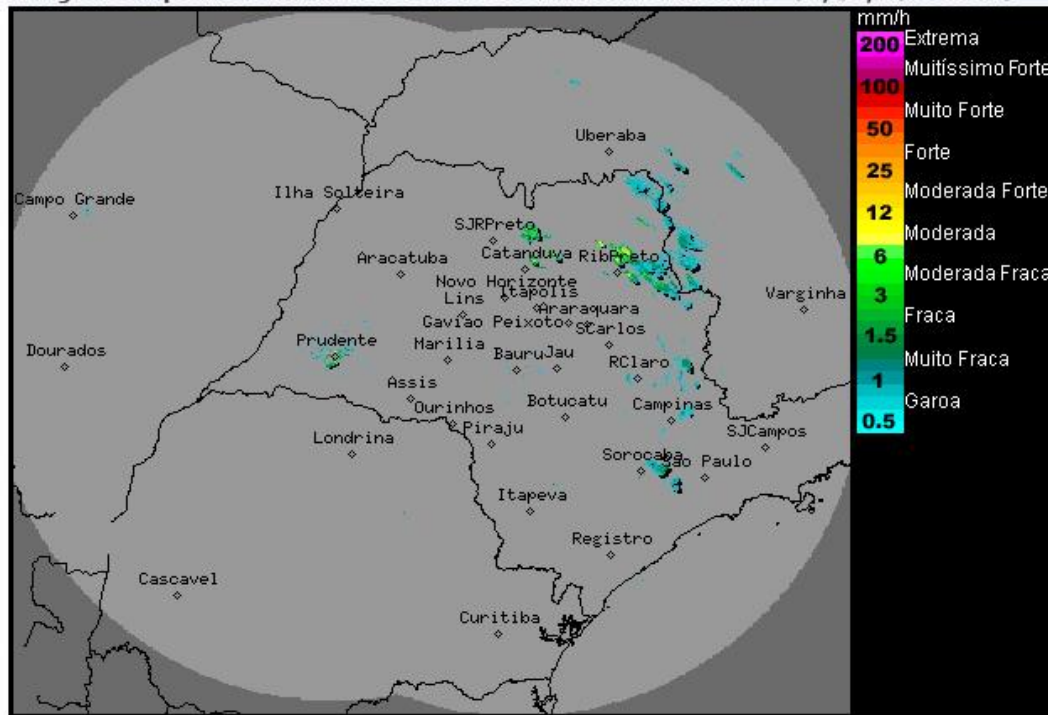 mm/h
200 Extrema
Muitíssimo Forte
100
Muito Forte
50
Forte
25
Moderada Forte
12
Moderada
6
Moderada Fraca
3
Fraca
1.5
Muito Fraca
1
Garoa
0.5
Uberaba
Campo Grande
Ilha Solteira
SJRPreto
Catanduva
RibPreto
Aracatuba
Novo Horizonte
Itapolis
Lins
Araraquara
Varginha
Gaviao Peixoto
SCarlos
Prudente
Dourados
Marilia
Bauru
Jau
RClaro
Assis
Ourinhos
Botucatu
Campinas
Piraju
SJCampos
Londrina
Sorocaba
Sao Paulo
Itapeva
Registro
Cascavel
Curitiba